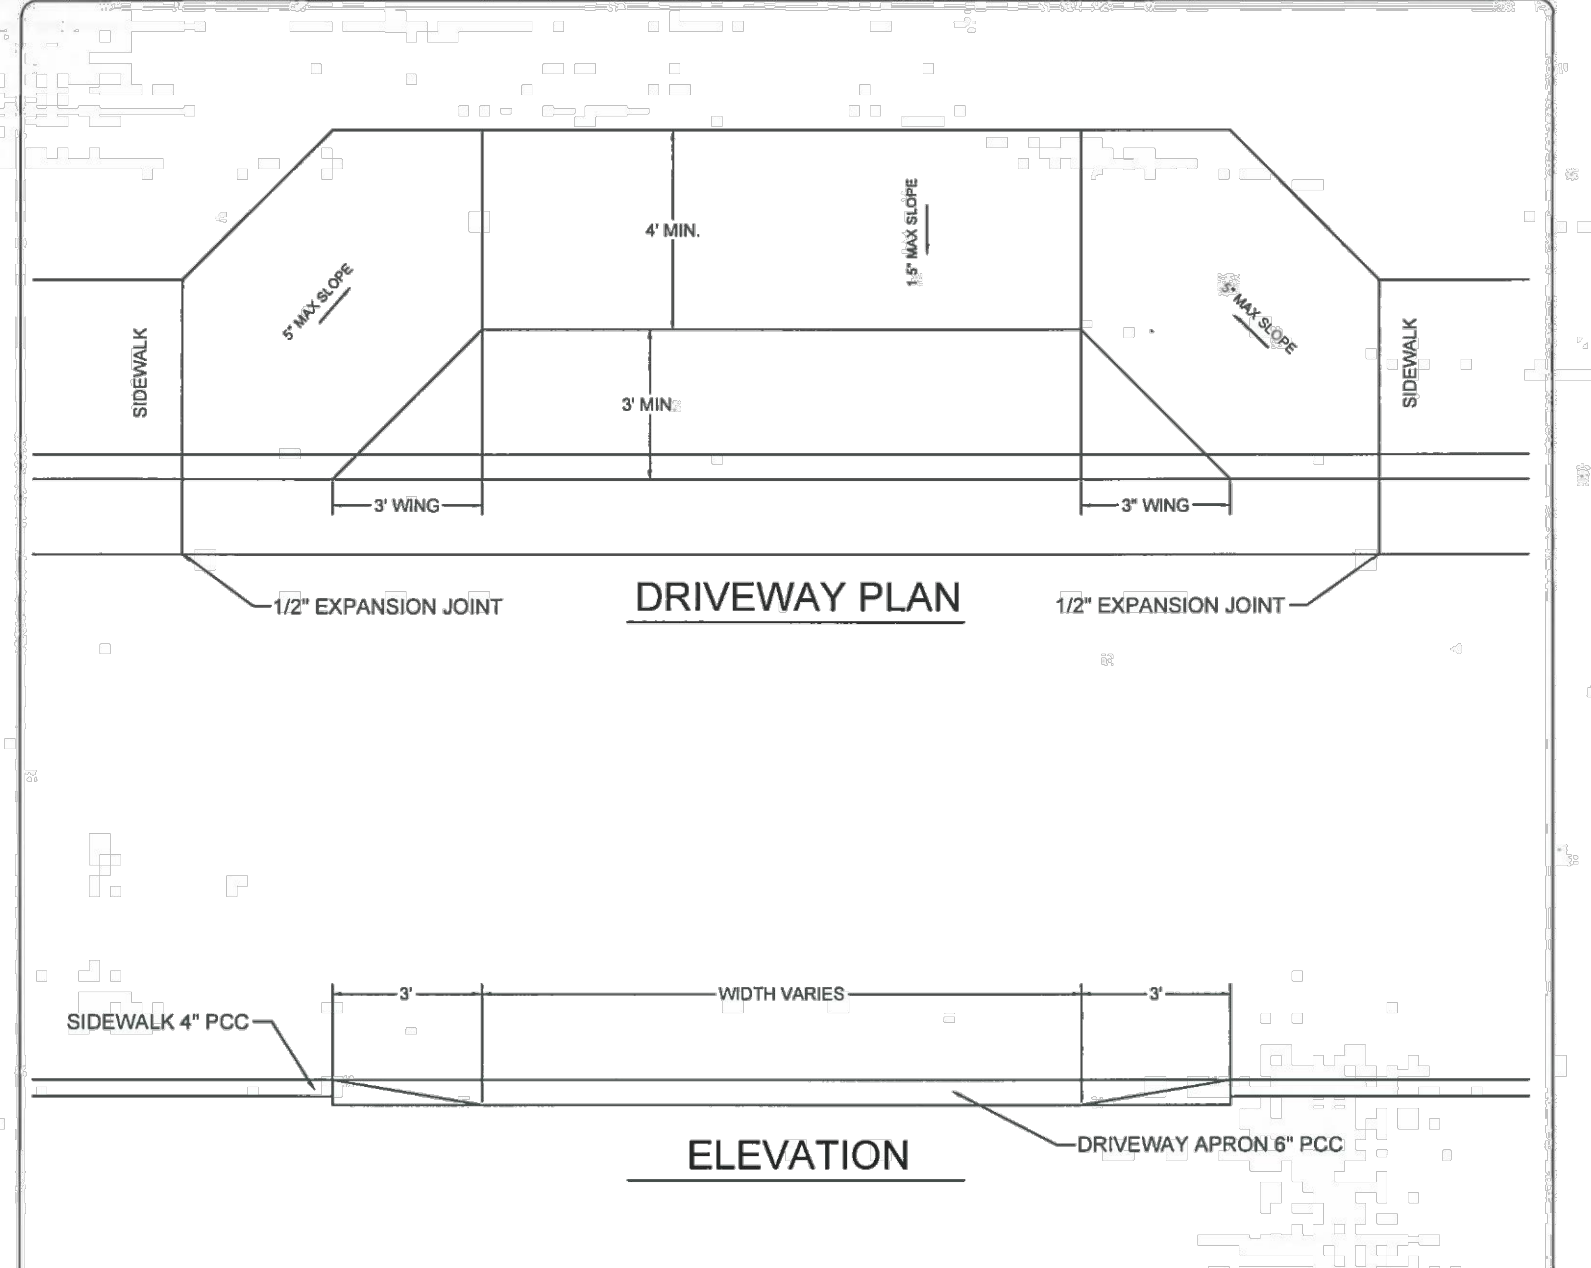 4' MIN.
1.5" MAX SLOPE
5" MAX SLOPE
5" MAX SLOPE
SIDEWALK
SIDEWALK
3' MIN.
3' WING
3" WING
1/2" EXPANSION JOINT
DRIVEWAY PLAN
1/2" EXPANSION JOINT
3'
WIDTH VARIES
3'
SIDEWALK 4" PCC
DRIVEWAY APRON 6" PCC
ELEVATION